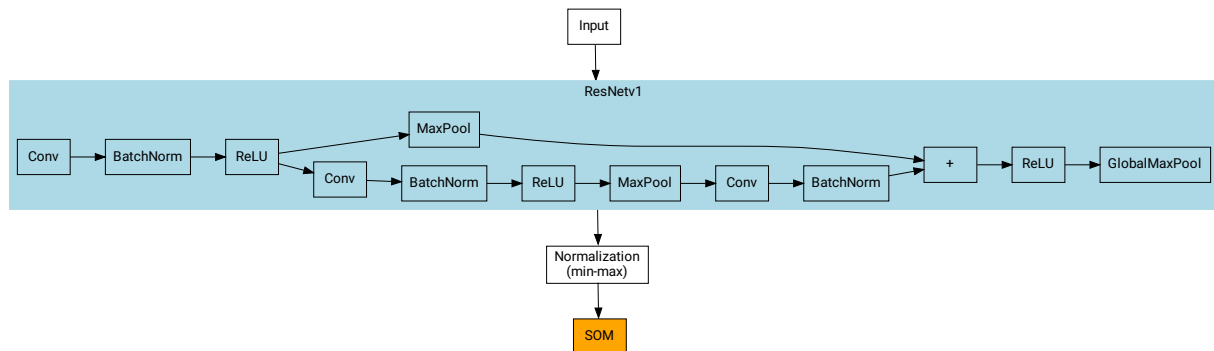 Input
ResNetv1
MaxPool
Conv
BatchNorm
ReLU
Conv
BatchNorm
ReLU
MaxPool
Conv
BatchNorm
+
ReLU
GlobalMaxPool
Normalization
(min-max)
SOM